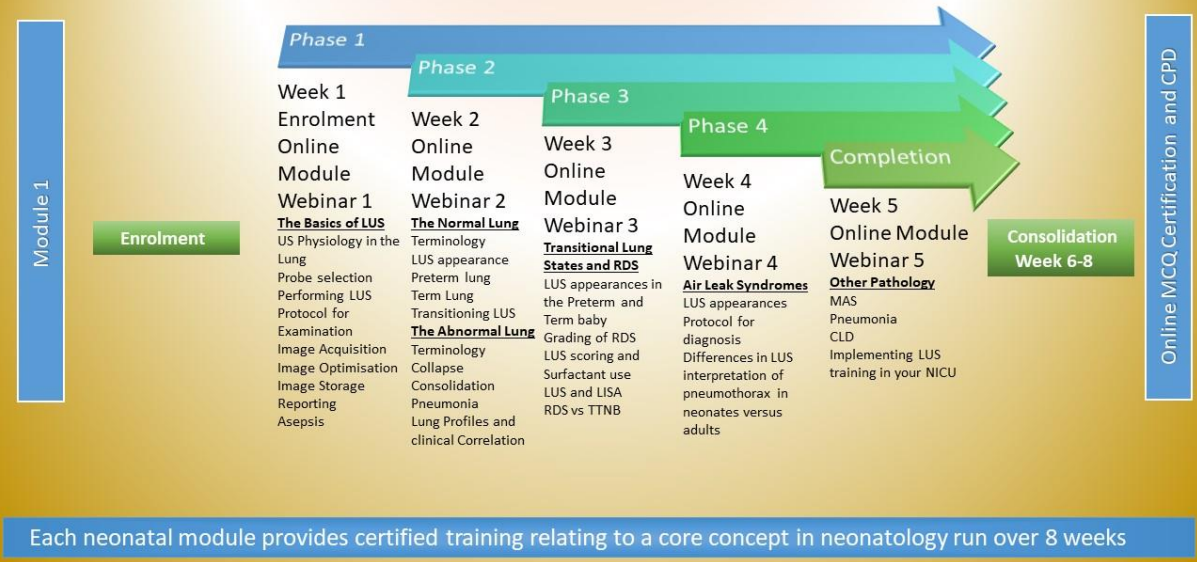 Module 1
Enrolment
Phase 1
Week 1
Enrolment
Online
Module
Webinar 1
The Basics of LUS
US Physiology in the
Lung
Probe selection
Performing LUS
Protocol for
Examination
Image Acquisition
Image Optimisation
Image Storage
Reporting
Asepsis
Phase 2
Week 2
Online
Module
Webinar 2
The Normal Lung
Terminology
LUS appearance
Preterm lung
Term Lung
Transitioning LUS
The Abnormal Lung
Terminology
Collapse
Consolidation
Pneumonia
Lung Profiles and
clinical Correlation
Phase 3
Week 3
Online
Module
Webinar 3
Transitional Lung
States and RDS
LUS appearances in
the Preterm and
Term baby
Grading of RDS
LUS scoring and
Surfactant use
LUS and LISA
RDS vs TTNB
Phase 4
Week 4
Online
Module
Webinar 4
Air Leak Syndromes
LUS appearances
Protocol for
diagnosis
Differences in LUS
interpretation of
pneumothorax in
neonates versus
adults
Completion
Week 5
Online Module
Webinar 5
Other Pathology
MAS
Pneumonia
CLD
Implementing LUS
training in your NICU
Consolidation
Week 6-8
Online MCQ Certification and CPD
Each neonatal module provides certified training relating to a core concept in neonatology run over 8 weeks